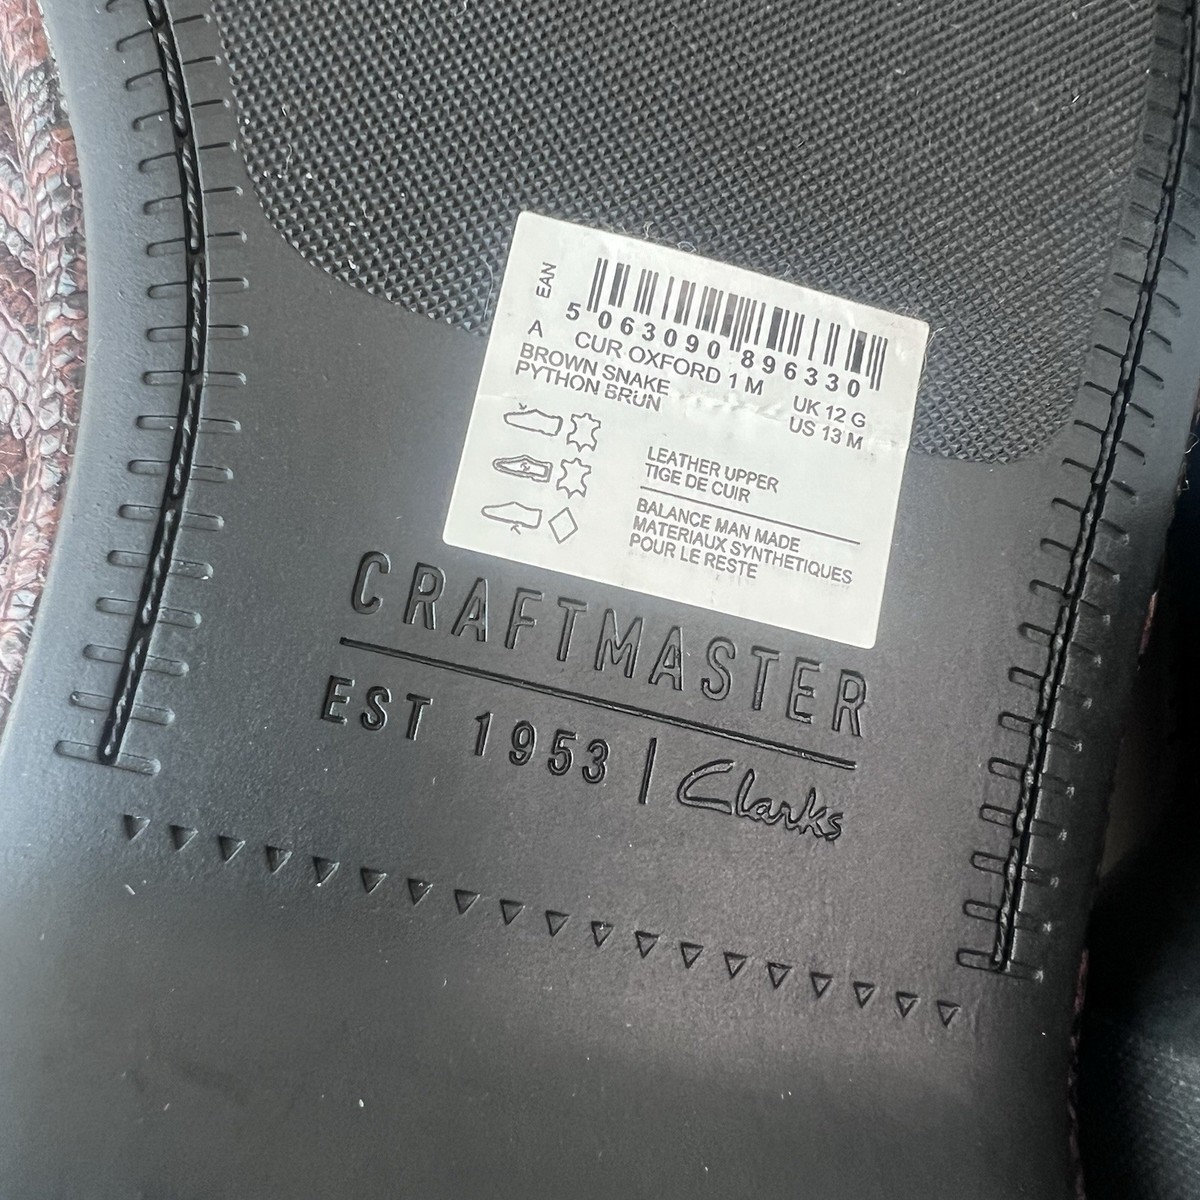 EAN
5 063090 896330
A
CUR OXFORD 1 M
BROWN SNAKE
PYTHON BRUN
UK 12 G
US 13 M
LEATHER UPPER
TIGE DE CUIR
BALANCE MAN MADE
MATERIAUX SYNTHETIQUES
POUR LE RESTE
CRAFTMASTER
EST 1953 | Clarks